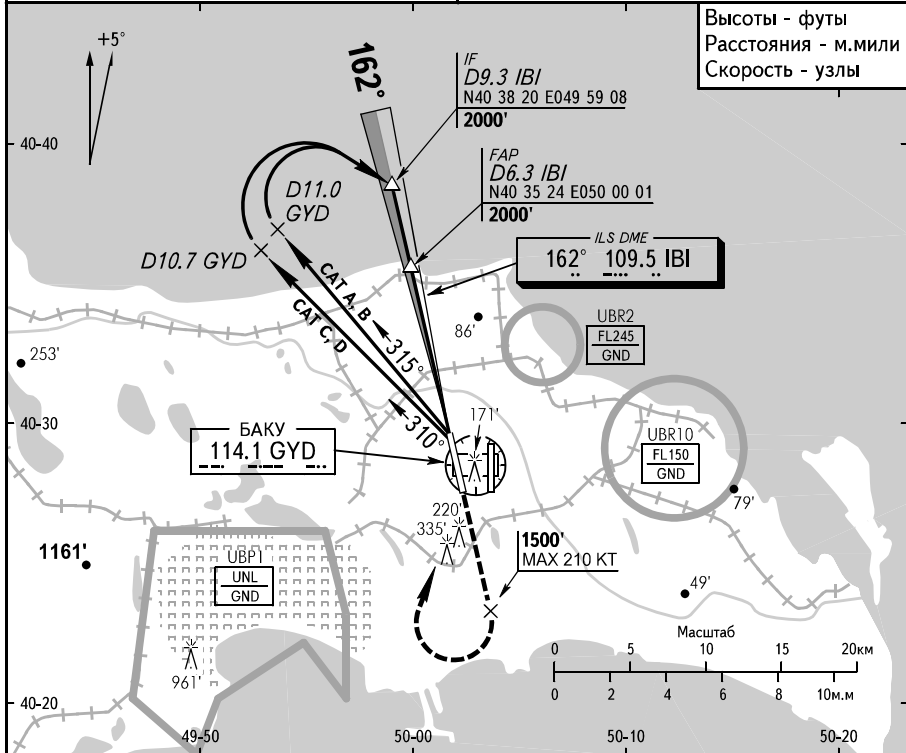 Высоты - футы
Расстояния - м.мили
Скорость - узлы
+5°
162°
IF
D9.3 IBI
N40 38 20 E049 59 08
2000'
40-40
FAP
D6.3 IBI
N40 35 24 E050 00 01
2000'
D11.0
GYD
D10.7 GYD
ILS DME
162° 109.5 IBI
CAT A, B
315°
CAT C, D
310°
86'
UBR2
FL245
GND
253'
40-30
БАКУ
114.1 GYD
171'
UBR10
FL150
GND
79'
220'
335'
1500'
MAX 210 KT
1161'
UBP1
UNL
GND
49'
961'
Масштаб
0 5 10 15 20км
0 2 4 6 8 10м.м
40-20
49-50 50-00 50-10 50-20